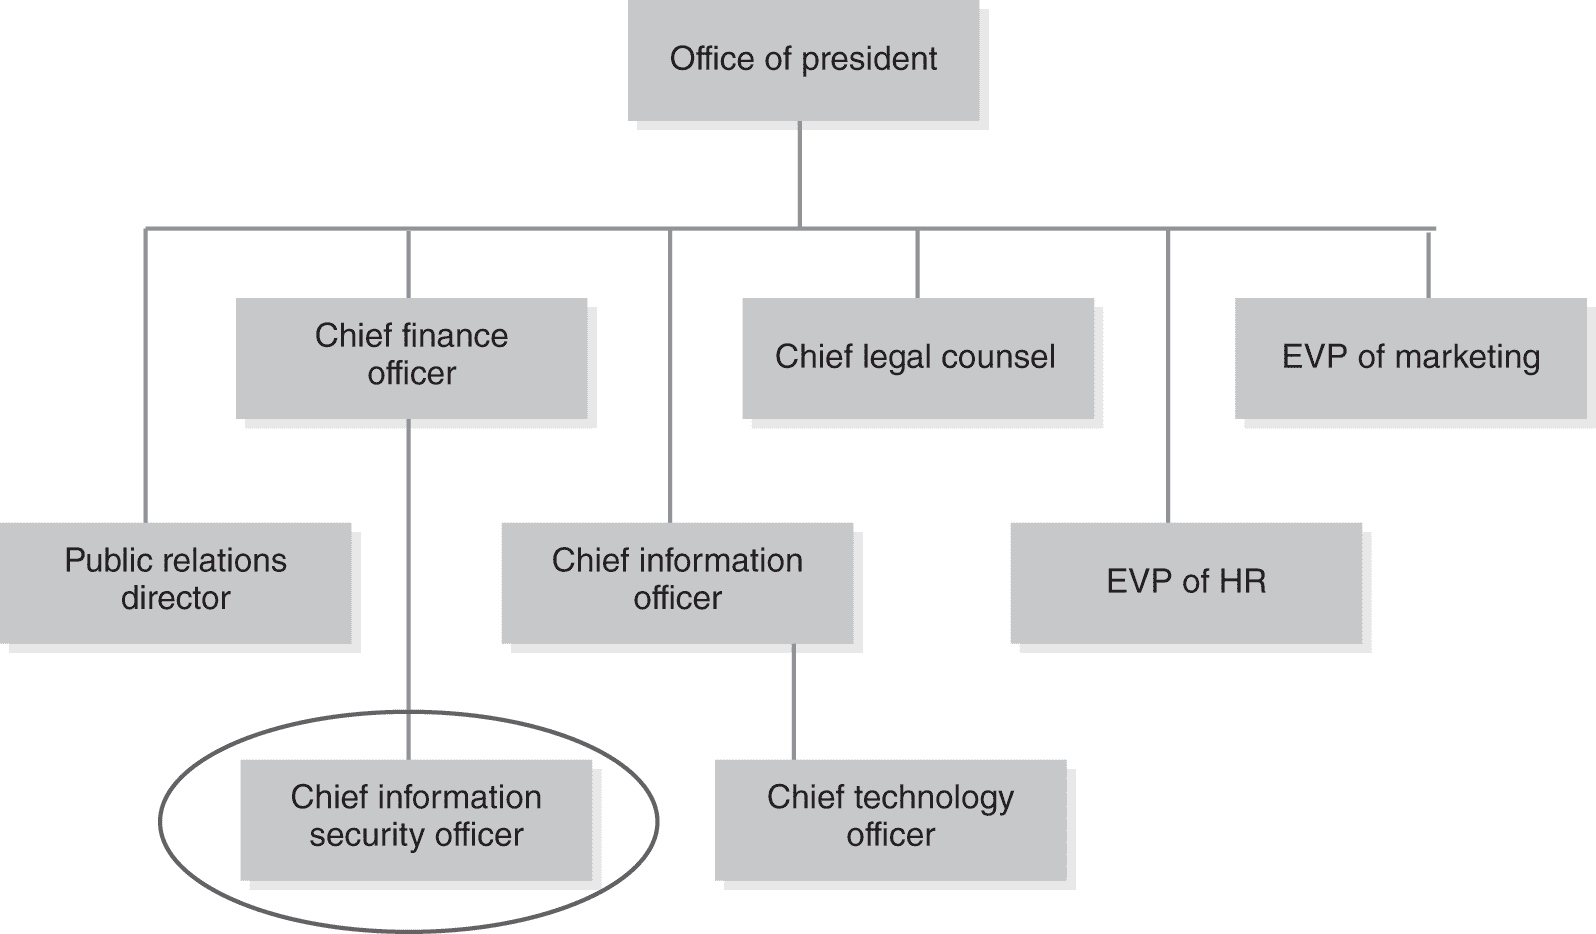 Office of president
Chief finance
officer
Chief legal counsel
EVP of marketing
Public relations
director
Chief information
officer
EVP of HR
Chief information
security officer
Chief technology
officer